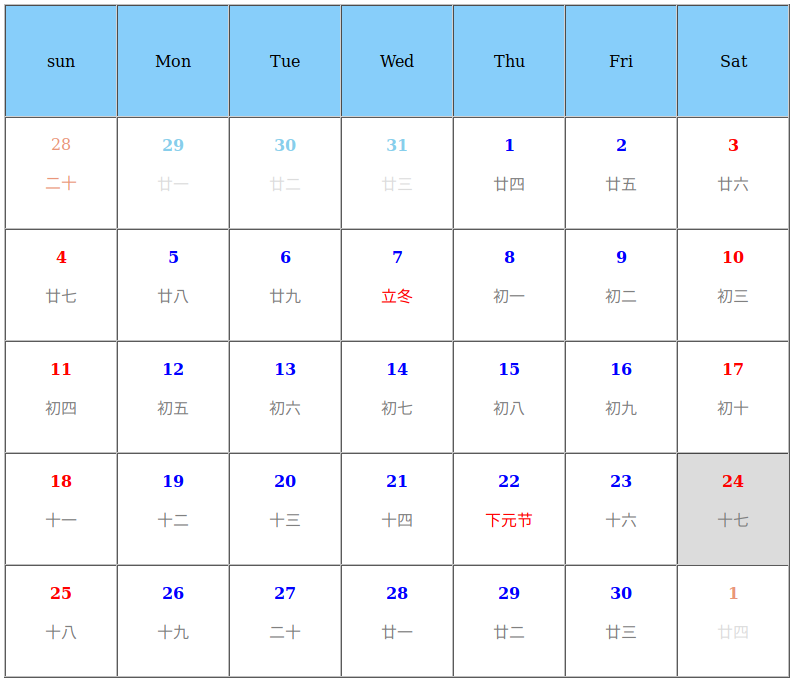 sun Mon Tue Wed Thu Fri Sat
28 29 30 31 1 2 3
二十 廿一 廿二 廿三 廿四 廿五 廿六
4 5 6 7 8 9 10
廿七 廿八 廿九 立冬 初一 初二 初三
11 12 13 14 15 16 17
初四 初五 初六 初七 初八 初九 初十
18 19 20 21 22 23 24
十一 十二 十三 十四 下元节 十六 十七
25 26 27 28 29 30 1
十八 十九 二十 廿一 廿二 廿三 廿四